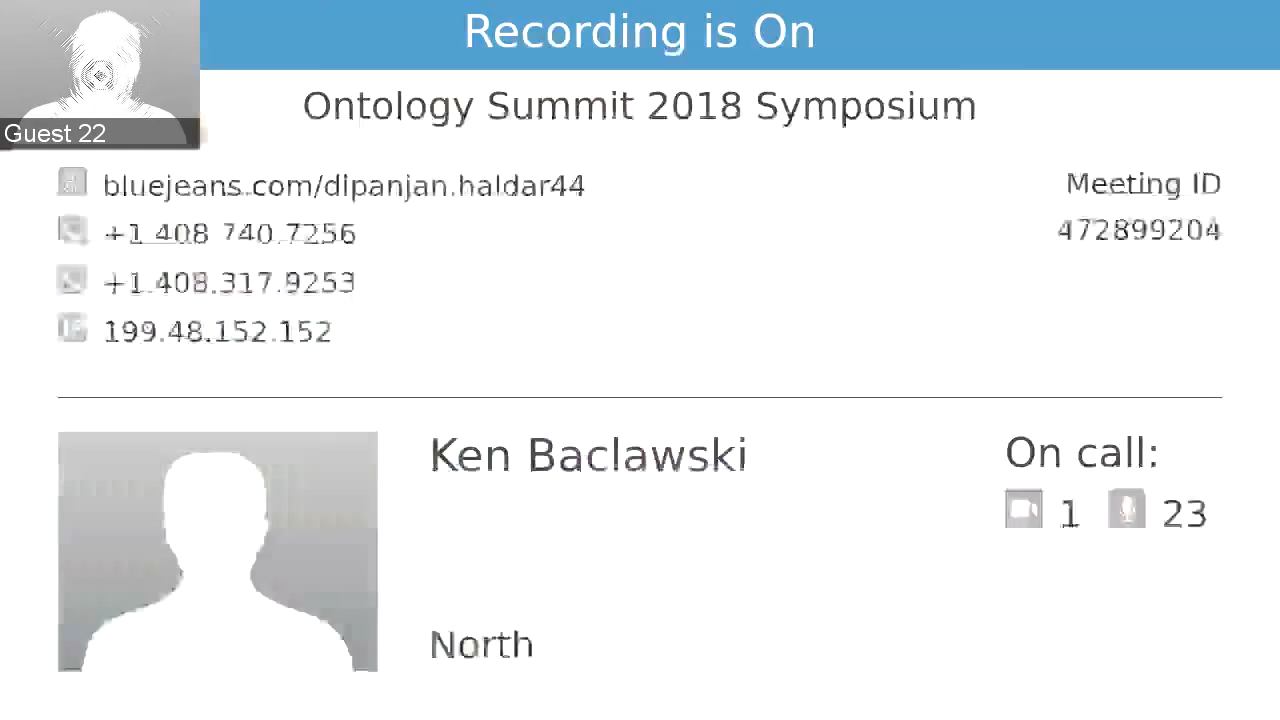 Recording is On
Guest 22
Ontology Summit 2018 Symposium
bluejeans.com/dipanjan.haldar44
Meeting ID
+1.408 740.7256
472899204
+1.408.317.9253
199.48.152.152
Ken Baclawski
On call:
1 23
North